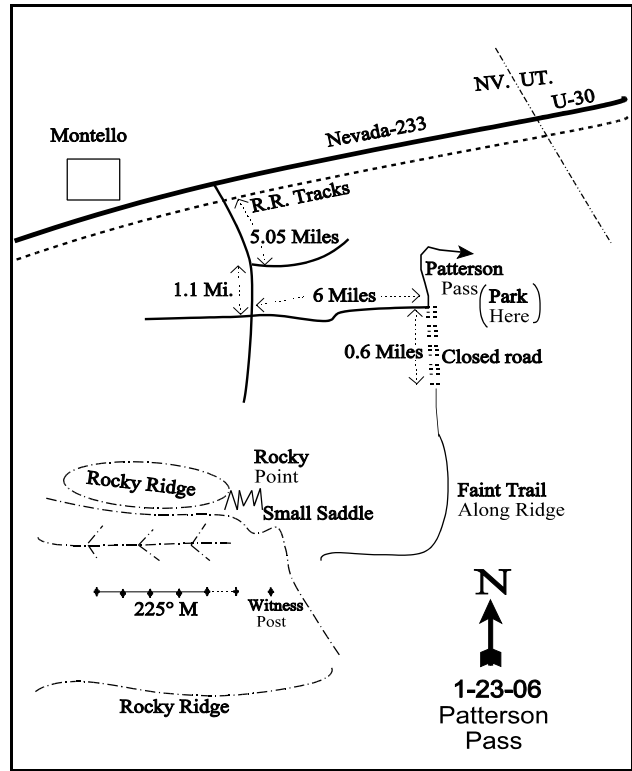 NV. UT.
U-30
Nevada-233
Montello
R.R. Tracks
5.05 Miles
1.1 Mi.
6 Miles
Patterson
Pass
(Park
Here)
0.6 Miles
Closed road
Rocky
Point
Rocky Ridge
Small Saddle
Faint Trail
Along Ridge
225° M
Witness
Post
Rocky Ridge
N
1-23-06
Patterson
Pass